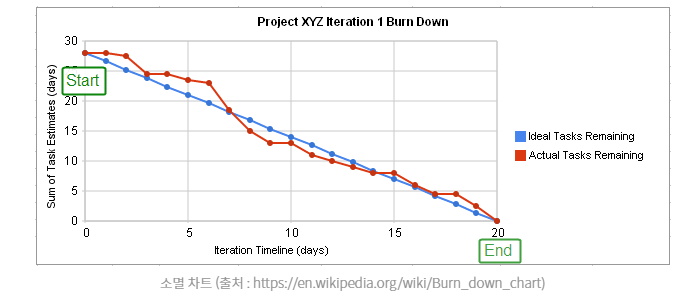 Project XYZ Iteration 1 Burn Down
30
Start
20
15
10
5
0
Sum of Task Estimates (days)
0
5
10
15
20
Iteration Timeline (days)
End
Ideal Tasks Remaining
Actual Tasks Remaining
소멸 차트 (출처 : https://en.wikipedia.org/wiki/Burn_down_chart)